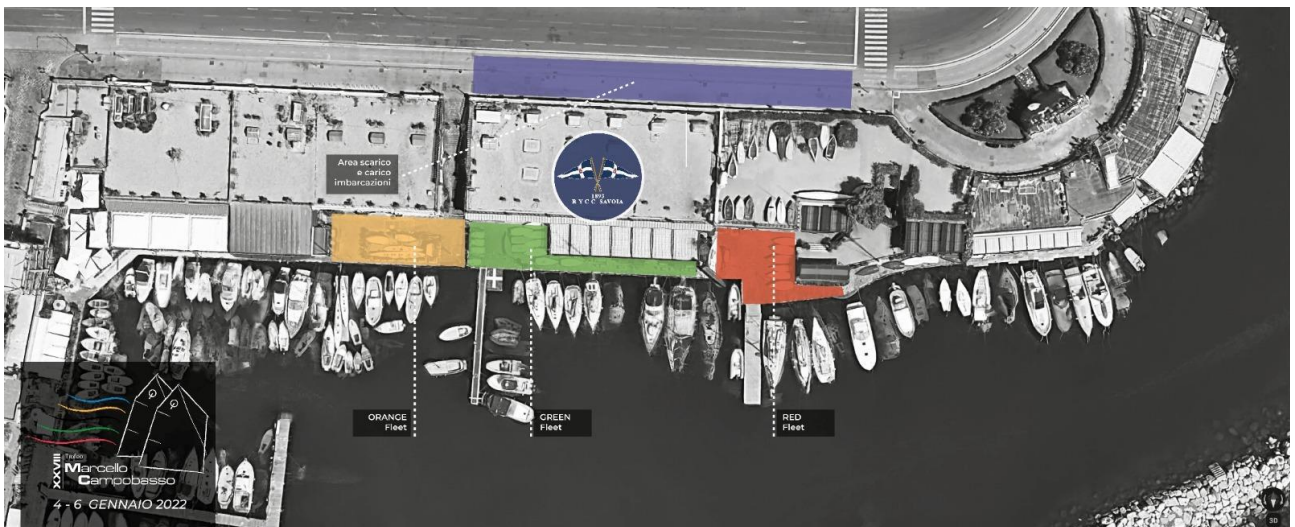 Area scarico
e carico
imbarcazioni
1893
R Y C C SAVOIA
ORANGE
Fleet
GREEN
Fleet
RED
Fleet
XXVIII
Trofeo
Marcello
Campobasso
4 - 6 GENNAIO 2022
3D